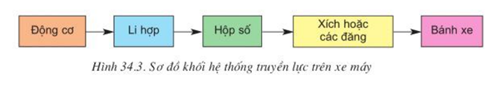 Động cơ
Li hợp
Hộp số
Xích hoặc
các đăng
Bánh xe
Hình 34.3. Sơ đồ khối hệ thống truyền lực trên xe máy